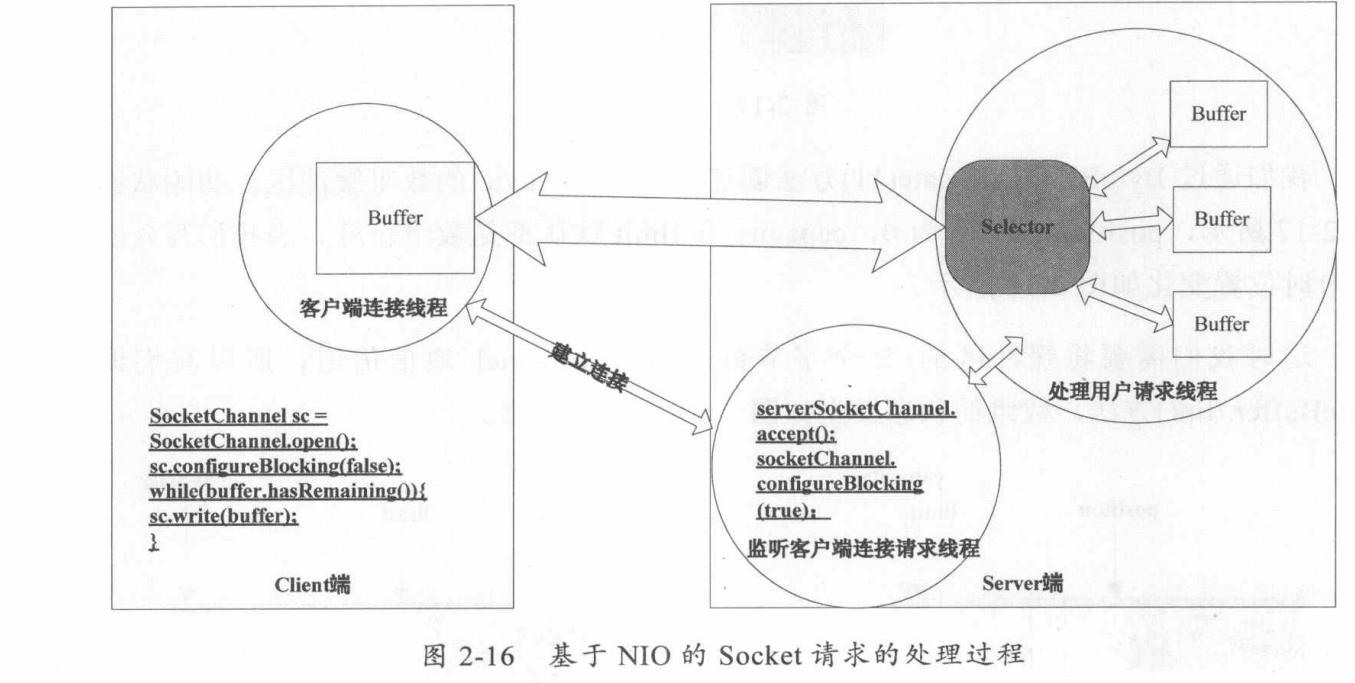 Buffer
客户端连接线程
SocketChannel sc =
SocketChannel.open();
sc.configureBlocking(false);
while(buffer.hasRemaining()){
sc.write(buffer);
}
Client端
建立连接
Selector
Buffer
Buffer
Buffer
处理用户请求线程
serverSocketChannel.
accept();
socketChannel.
configureBlocking
(true);
监听客户端连接请求线程
Server端
图 2-16 基于 NIO 的 Socket 请求的处理过程